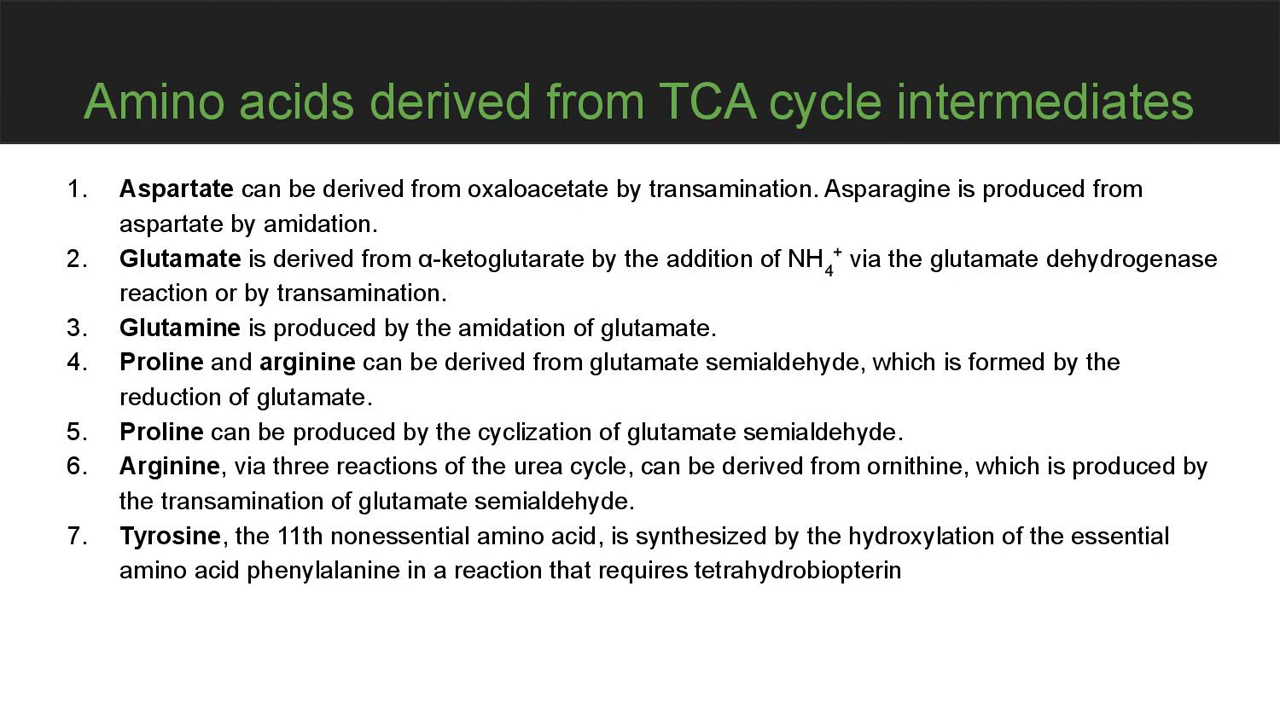 Amino acids derived from TCA cycle intermediates
1. Aspartate can be derived from oxaloacetate by transamination. Asparagine is produced from
aspartate by amidation.
2. Glutamate is derived from α-ketoglutarate by the addition of NH₄⁺ via the glutamate dehydrogenase
reaction or by transamination.
3. Glutamine is produced by the amidation of glutamate.
4. Proline and arginine can be derived from glutamate semialdehyde, which is formed by the
reduction of glutamate.
5. Proline can be produced by the cyclization of glutamate semialdehyde.
6. Arginine, via three reactions of the urea cycle, can be derived from ornithine, which is produced by
the transamination of glutamate semialdehyde.
7. Tyrosine, the 11th nonessential amino acid, is synthesized by the hydroxylation of the essential
amino acid phenylalanine in a reaction that requires tetrahydrobiopterin